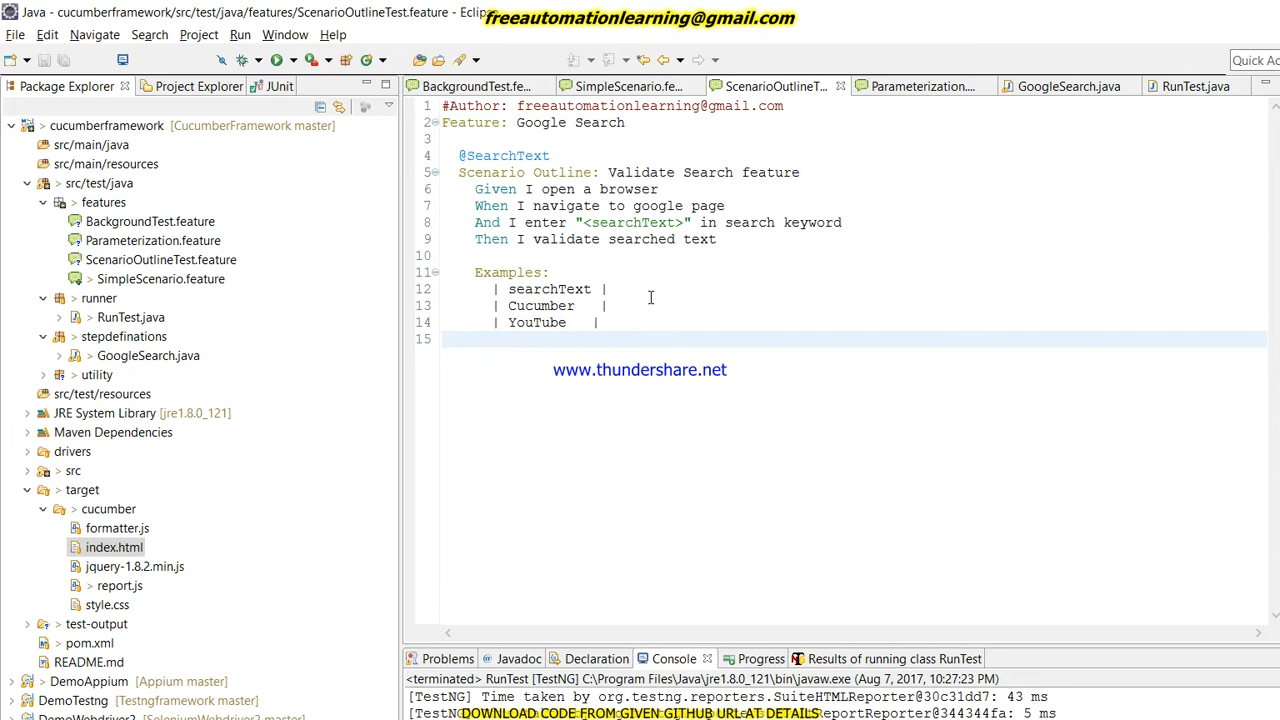 Java - cucumberframework/src/test/java/features/ScenarioOutlineTest.feature - Eclipse
freeautomationlearning@gmail.com
File Edit Navigate Search Project Run Window Help
Quick Ac
Package Explorer Project Explorer JUnit
BackgroundTest.fe... SimpleScenario.fe... ScenarioOutlineT... Parameterization.... GoogleSearch.java RunTest.java
> cucumberframework [CucumberFramework master]
src/main/java
src/main/resources
> src/test/java
> features
BackgroundTest.feature
Parameterization.feature
ScenarioOutlineTest.feature
> SimpleScenario.feature
> runner
> RunTest.java
> stepdefinations
> GoogleSearch.java
> utility
src/test/resources
JRE System Library [jre1.8.0_121]
Maven Dependencies
> drivers
> src
> target
> cucumber
formatter.js
index.html
jquery-1.8.2.min.js
> report.js
style.css
> test-output
> pom.xml
README.md
> DemoAppium [Appium master]
> DemoTestng [Testngframework master]
> DemoWebdriver2 [SeleniumWebdriver2 master]
1 #Author: freeautomationlearning@gmail.com
2 Feature: Google Search
3
4 @SearchText
5 Scenario Outline: Validate Search feature
6 Given I open a browser
7 When I navigate to google page
8 And I enter "<searchText>" in search keyword
9 Then I validate searched text
10
11 Examples:
12 | searchText |
13 | Cucumber |
14 | YouTube |
15
www.thundershare.net
Problems Javadoc Declaration Console Progress Results of running class RunTest
<terminated> RunTest [TestNG] C:\Program Files\Java\jre1.8.0_121\bin\javaw.exe (Aug 7, 2017, 10:27:23 PM)
[TestNG] Time taken by org.testng.reporters.SuiteHTMLReporter@30c31dd7: 43 ms
DOWNLOAD CODE FROM GIVEN GITHUB URL AT DETAILS
[TestNG ReportReporter@344344fa: 5 ms